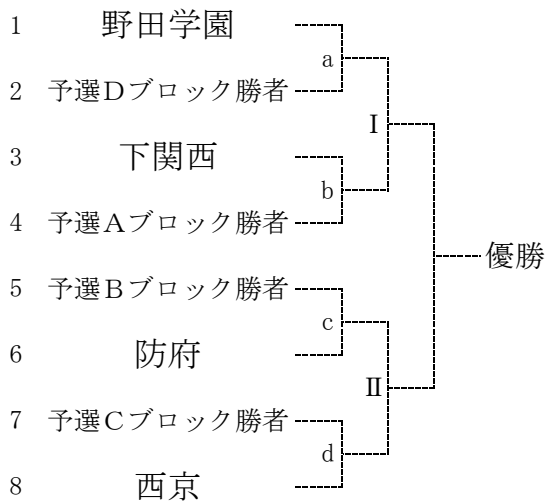 1 野田学園
a
2 予選Dブロック勝者
I
3 下関西
b
4 予選Aブロック勝者
優勝
5 予選Bブロック勝者
c
6 防府
II
7 予選Cブロック勝者
d
8 西京